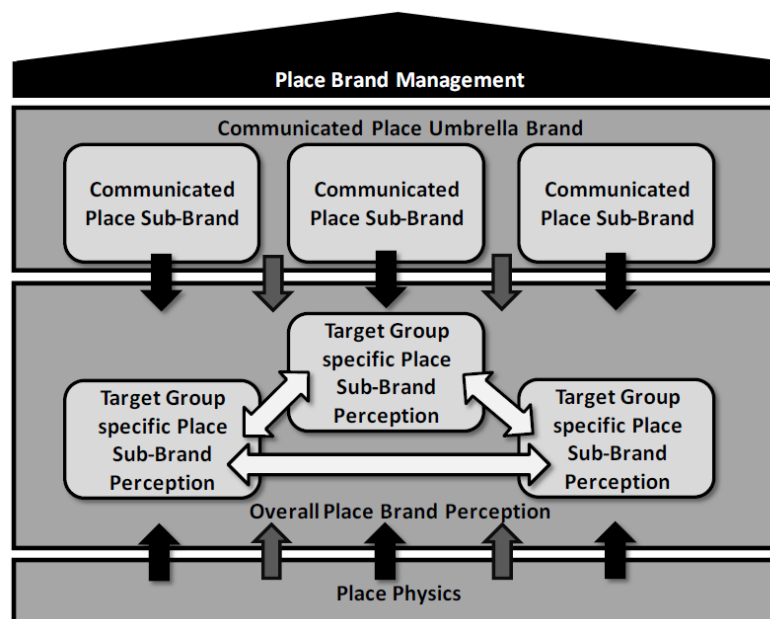 Place Brand Management
Communicated Place Umbrella Brand
Communicated
Place Sub-Brand
Communicated
Place Sub-Brand
Communicated
Place Sub-Brand
Target Group
specific Place
Sub-Brand
Perception
Target Group
specific Place
Sub-Brand
Perception
Target Group
specific Place
Sub-Brand
Perception
Overall Place Brand Perception
Place Physics